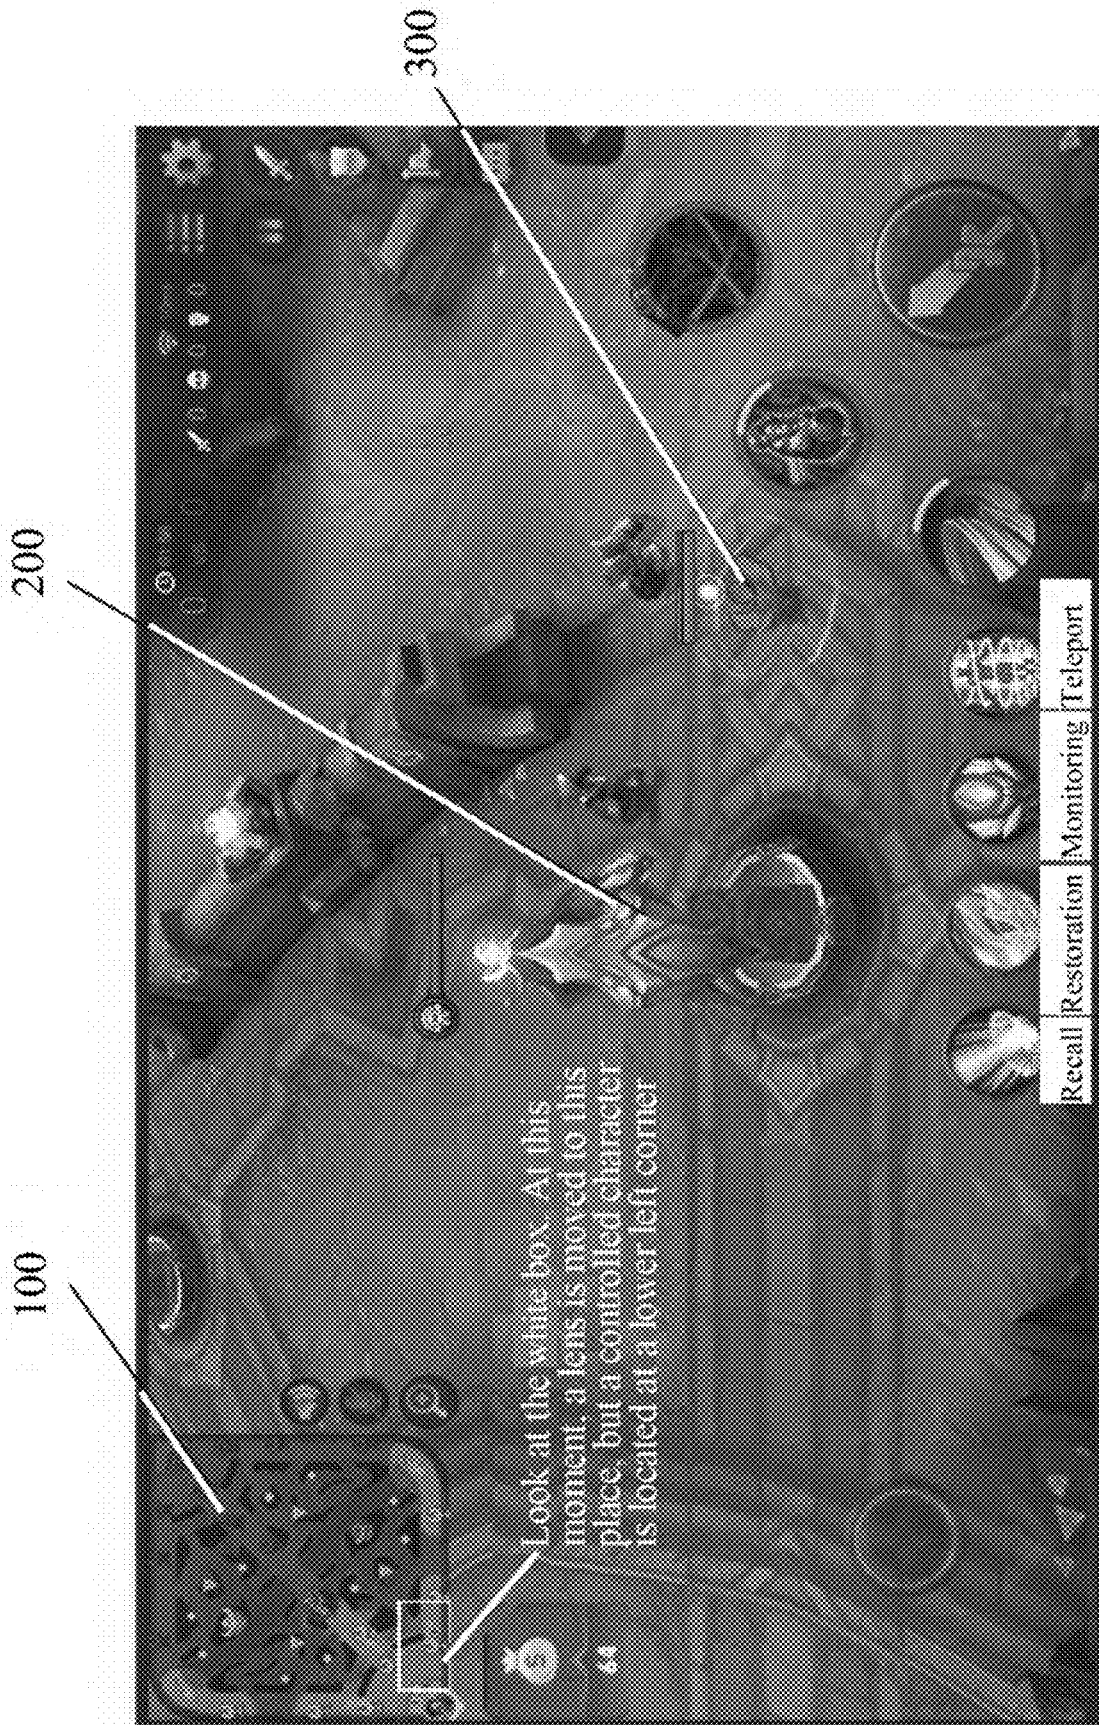 100
200
300
Look at the white box. At this
moment, a lens is moved to this
place, but a controlled character
is located at a lower left corner
64
Recall Restoration Monitoring Teleport